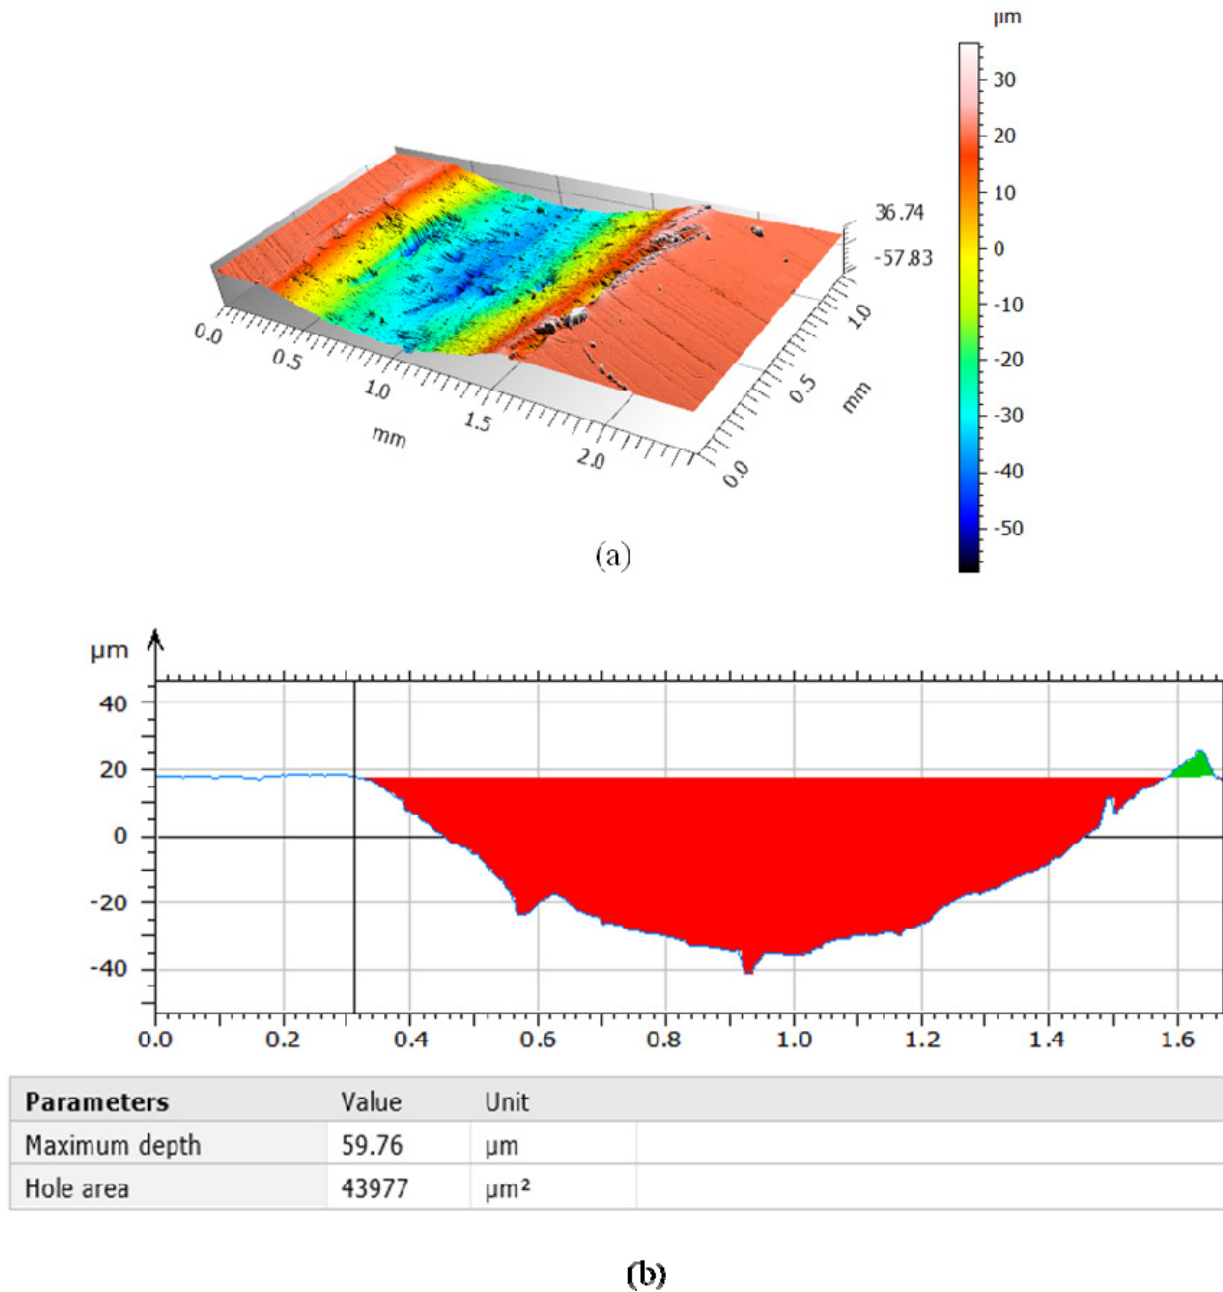 µm
30
20
10
0
-10
-20
-30
-40
-50
36.74
-57.83
0.0
0.5
1.0
1.5
2.0
mm
0.0
0.5
1.0
mm
(a)
µm
40
20
0
-20
-40
0.0 0.2 0.4 0.6 0.8 1.0 1.2 1.4 1.6
Parameters Value Unit
Maximum depth 59.76 µm
Hole area 43977 µm²
(b)